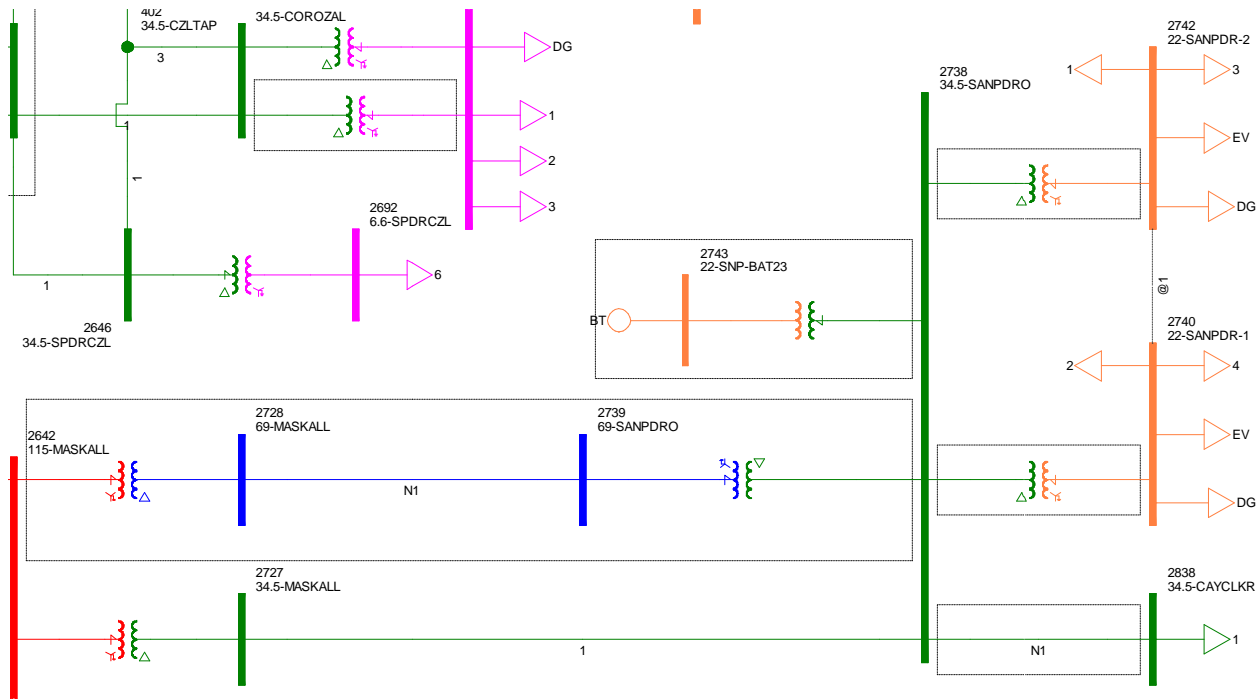 402
34.5-CZLTAP
34.5-COROZAL
3
DG
1
1
2
3
1
2692
6.6-SPDRCZL
6
1
2646
34.5-SPDRCZL
2742
22-SANPDR-2
1
3
EV
DG
2738
34.5-SANPDRO
@1
2743
22-SNP-BAT23
BT
2740
22-SANPDR-1
2
4
EV
DG
2642
115-MASKALL
2728
69-MASKALL
N1
2739
69-SANPDRO
2727
34.5-MASKALL
1
2838
34.5-CAYCLKR
N1
1